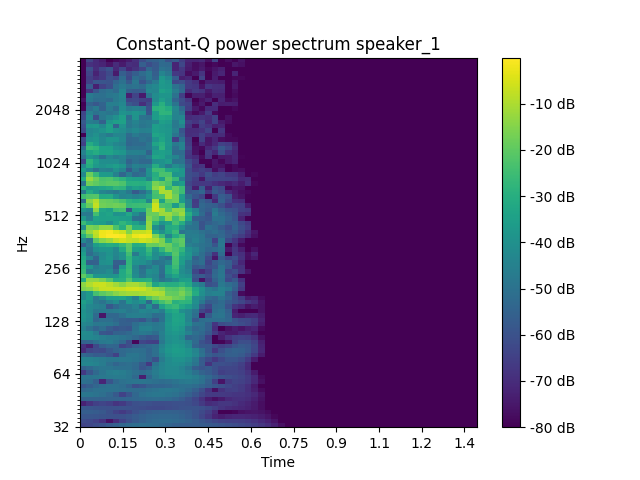 Constant-Q power spectrum speaker_1
Hz
2048
1024
512
256
128
64
32
0 0.15 0.3 0.45 0.6 0.75 0.9 1.1 1.2 1.4
Time
-10 dB
-20 dB
-30 dB
-40 dB
-50 dB
-60 dB
-70 dB
-80 dB